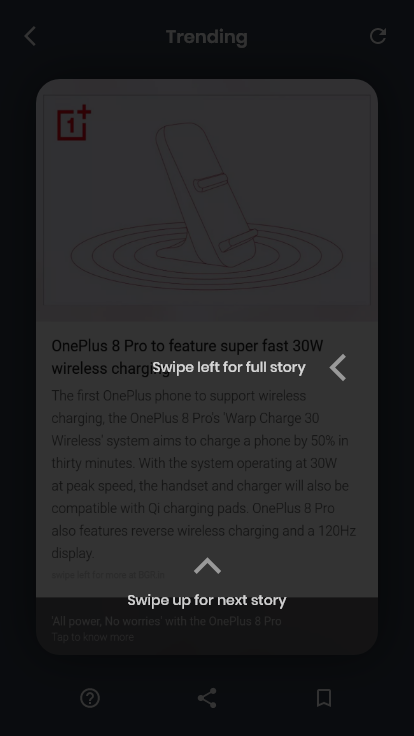 Trending
1+
OnePlus 8 Pro to feature super fast 30W
wireless charging
Swipe left for full story
The first OnePlus phone to support wireless
charging, the OnePlus 8 Pro's 'Warp Charge 30
Wireless' system aims to charge a phone by 50% in
thirty minutes. With the system operating at 30W
at peak speed, the handset and charger will also be
compatible with Qi charging pads. OnePlus 8 Pro
also features reverse wireless charging and a 120Hz
display.
swipe left for more at
Swipe up for next story
'All power, No worries' with the OnePlus 8 Pro
Tap to know more